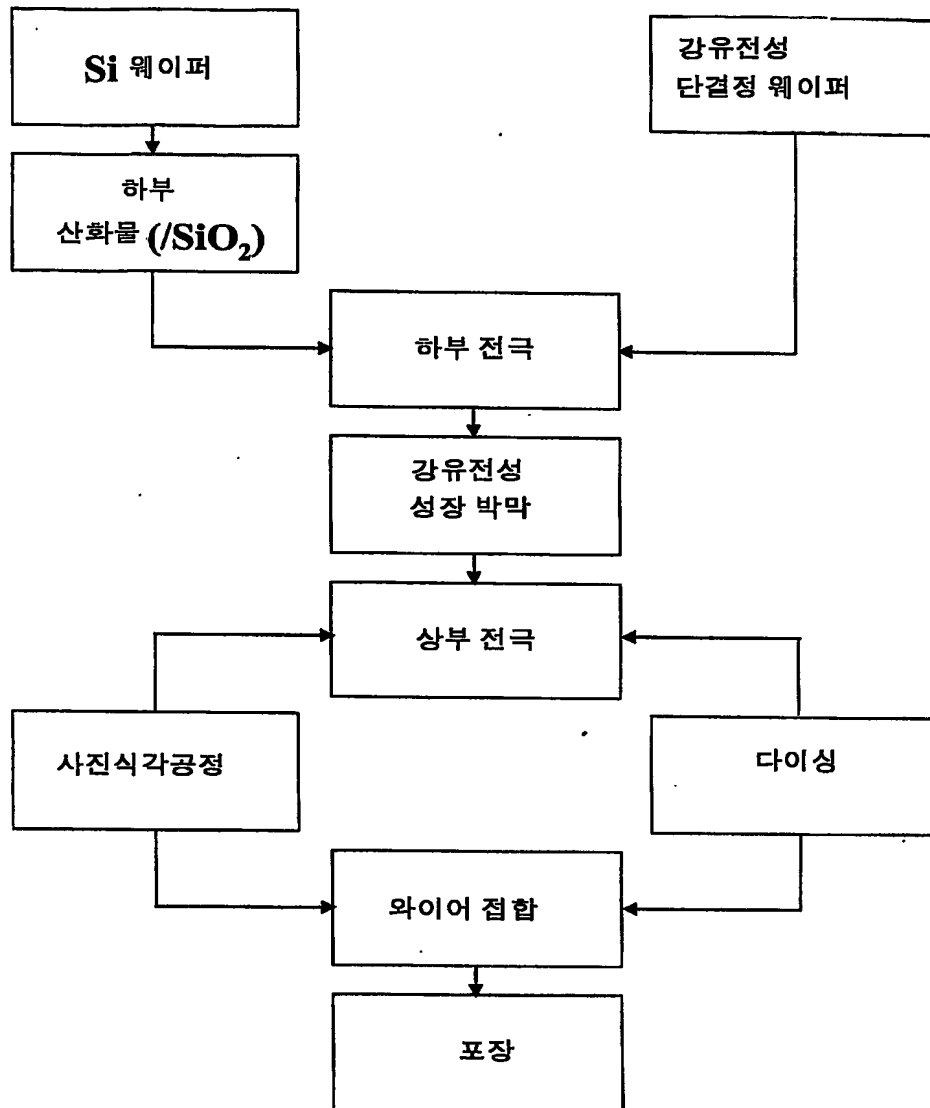 Si 웨이퍼
강유전성
단결정 웨이퍼
하부
산화물 (/SiO₂)
하부 전극
강유전성
성장 박막
상부 전극
사진식각공정
다이싱
와이어 접합
포장